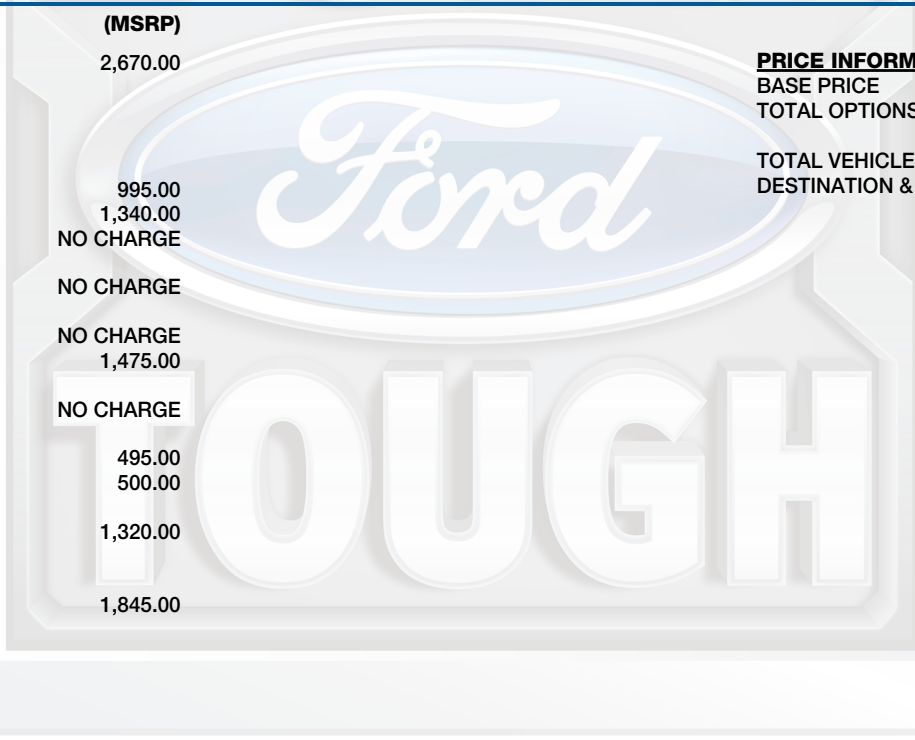 (MSRP)
2,670.00
995.00
1,340.00
NO CHARGE
NO CHARGE
NO CHARGE
1,475.00
NO CHARGE
495.00
500.00
1,320.00
1,845.00
PRICE INFORM
BASE PRICE
TOTAL OPTIONS
TOTAL VEHICLE
DESTINATION &
Ford
TOUGH